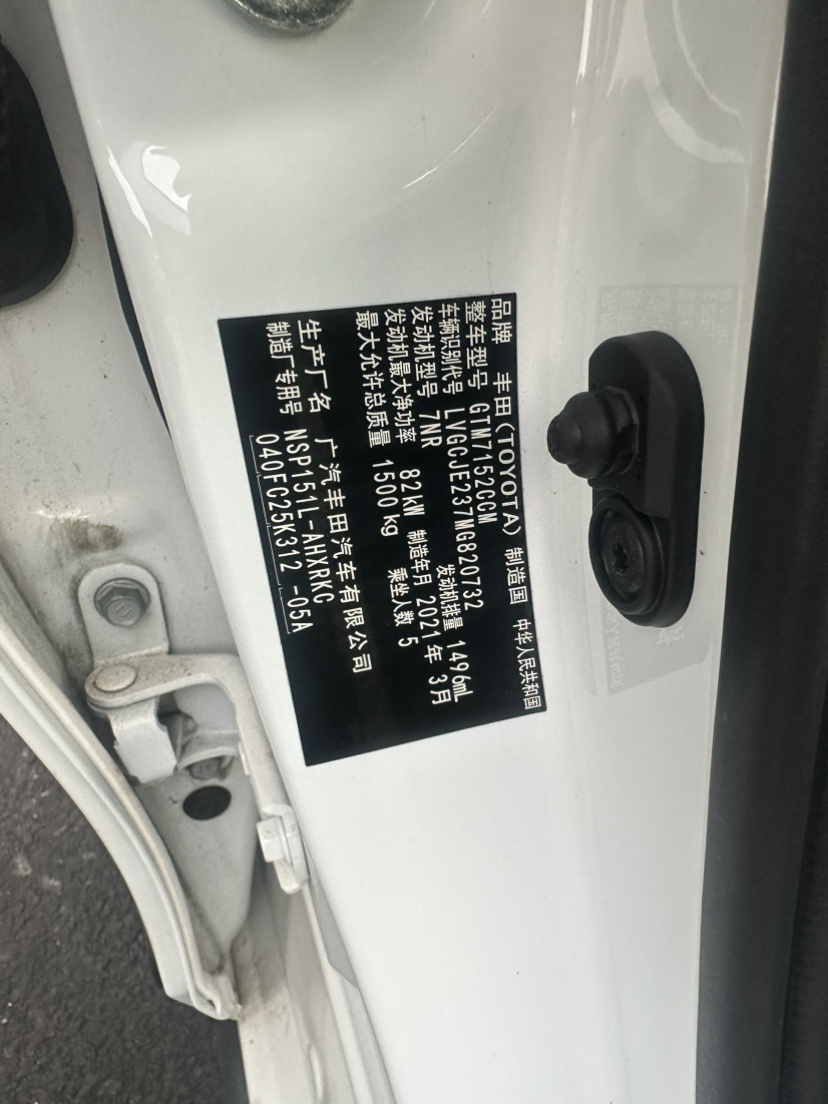 品牌 丰田(TOYOTA) 制造国 中华人民共和国
整车型号 GTM7152CCM
车辆识别代号 LVGCJE237MG820732
发动机型号 7NR 发动机排量 1496mL
发动机最大净功率 82kW 制造年月 2021年 3月
最大允许总质量 1500kg 乘坐人数 5
生产厂名 广汽丰田汽车有限公司
制造厂专用号 NSP151L-AHXRKC
040FC25K312 -05A